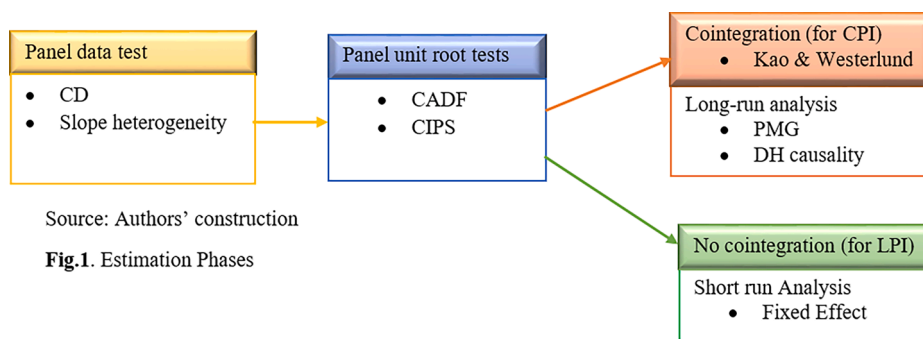 Panel data test
• CD
• Slope heterogeneity
Panel unit root tests
• CADF
• CIPS
Cointegration (for CPI)
• Kao & Westerlund
Long-run analysis
• PMG
• DH causality
No cointegration (for LPI)
Short run Analysis
• Fixed Effect
Source: Authors’ construction
Fig.1. Estimation Phases